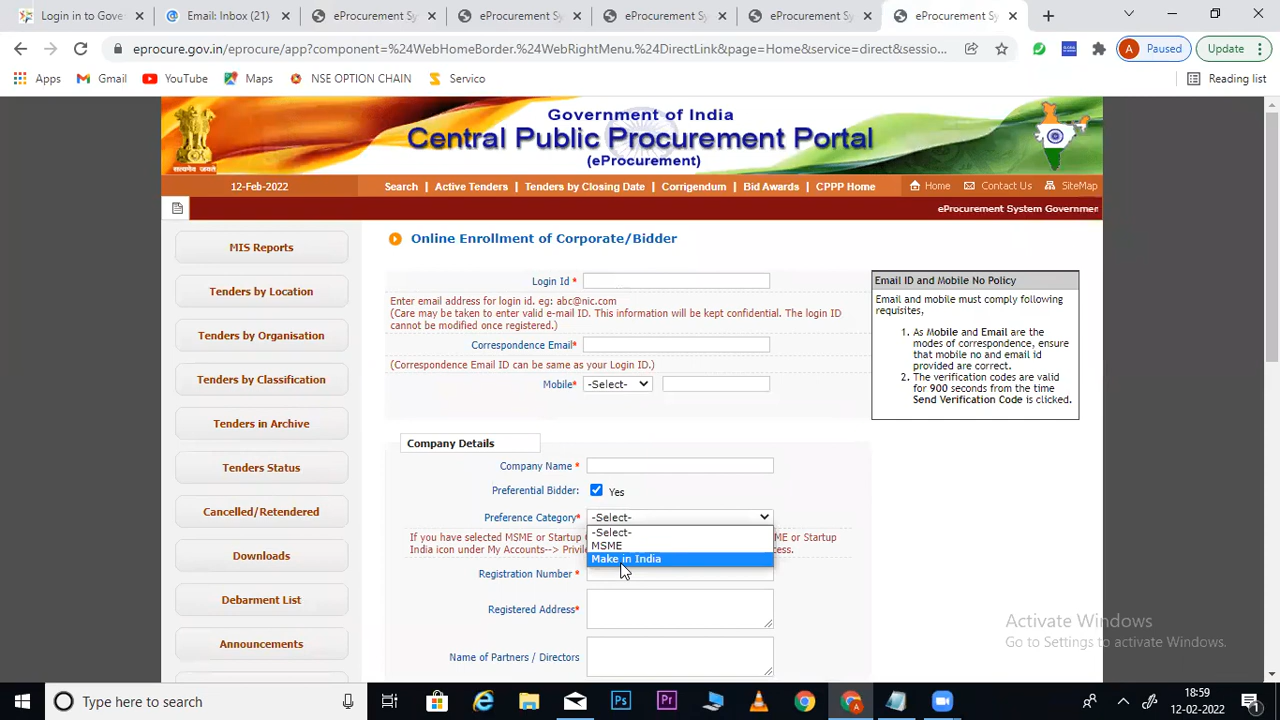 Login in to Gove
Email: Inbox (21)
eProcurement Sy
eProcurement Sy
eProcurement Sy
eProcurement Sy
eProcurement Sy
eprocure.gov.in/eprocure/app?component=%24WebHomeBorder.%24WebRightMenu.%24DirectLink&page=Home&service=direct&sessio...
A Paused
Update
Apps
Gmail
YouTube
Maps
NSE OPTION CHAIN
Servico
Reading list
Government of India
Central Public Procurement Portal
(eProcurement)
सत्यमेव जयते
12-Feb-2022
Search | Active Tenders | Tenders by Closing Date | Corrigendum | Bid Awards | CPPP Home
Home
Contact Us
SiteMap
eProcurement System Governmen
MIS Reports
Tenders by Location
Tenders by Organisation
Tenders by Classification
Tenders in Archive
Tenders Status
Cancelled/Retendered
Downloads
Debarment List
Announcements
Online Enrollment of Corporate/Bidder
Login Id
Enter email address for login id. eg: abc@nic.com
(Care may be taken to enter valid e-mail ID. This information will be kept confidential. The login ID
cannot be modified once registered.)
Correspondence Email*
(Correspondence Email ID can be same as your Login ID.)
Mobile* -Select-
Email ID and Mobile No Policy
Email and mobile must comply following
requisites,
1. As Mobile and Email are the
modes of correspondence, ensure
that mobile no and email id
provided are correct.
2. The verification codes are valid
for 900 seconds from the time
Send Verification Code is clicked.
Company Details
Company Name *
Preferential Bidder: Yes
Preference Category* -Select-
-Select-
MSME
Make in India
If you have selected MSME or Startup
ME or Startup
India icon under My Accounts--> Privile
cess.
Registration Number *
Registered Address*
Name of Partners / Directors
Activate Windows
Go to Settings to activate Windows.
Type here to search
Ps
Pr
A
18:59
12-02-2022
1